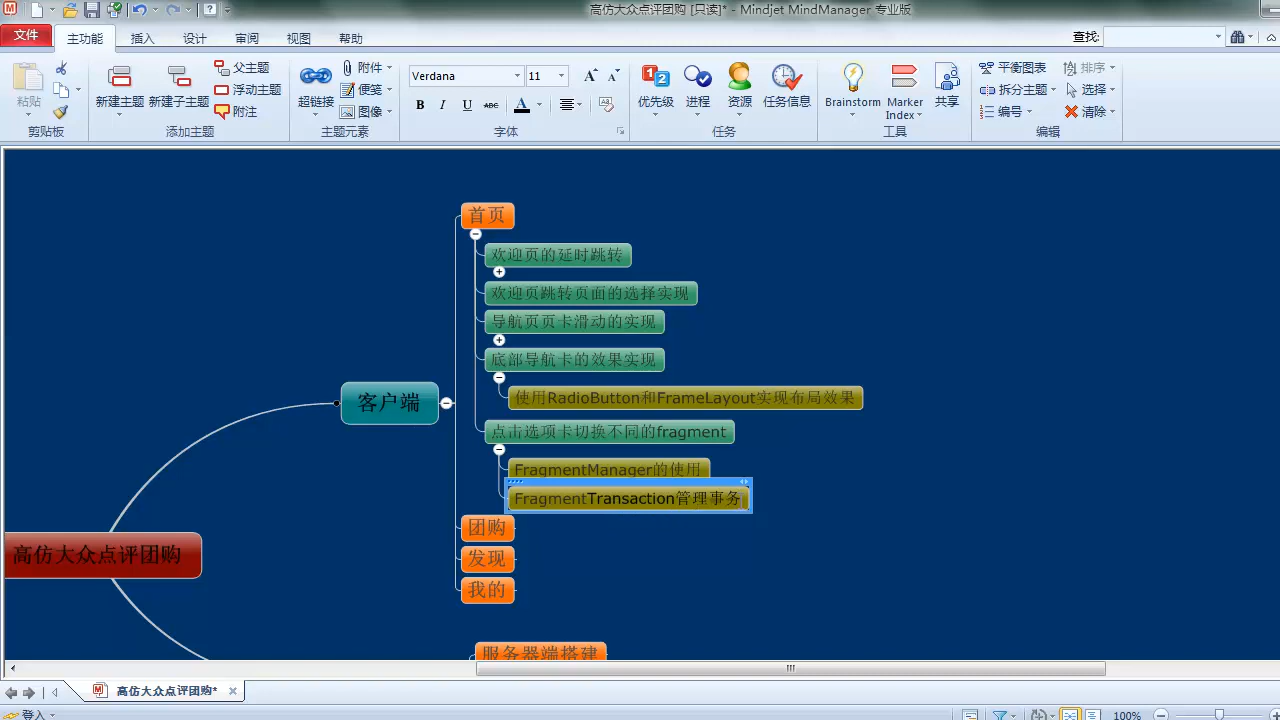 高仿大众点评团购 [只读]* - Mindjet MindManager 专业版
文件 主功能 插入 设计 审阅 视图 帮助 查找:
粘贴
剪贴板
新建主题 新建子主题
父主题
浮动主题
附注
添加主题
超链接
附件
便笺
图像
主题元素
Verdana 11
B I U ABC A
字体
优先级 进程 资源 任务信息
任务
Brainstorm Marker Index 共享
工具
平衡图表 排序
拆分主题 选择
编号 清除
编辑
首页
欢迎页的延时跳转
欢迎页跳转页面的选择实现
导航页页卡滑动的实现
底部导航卡的效果实现
使用RadioButton和FrameLayout实现布局效果
客户端
点击选项卡切换不同的fragment
FragmentManager的使用
FragmentTransaction管理事务
团购
高仿大众点评团购
发现
我的
服务器端搭建
高仿大众点评团购*
登入 100%